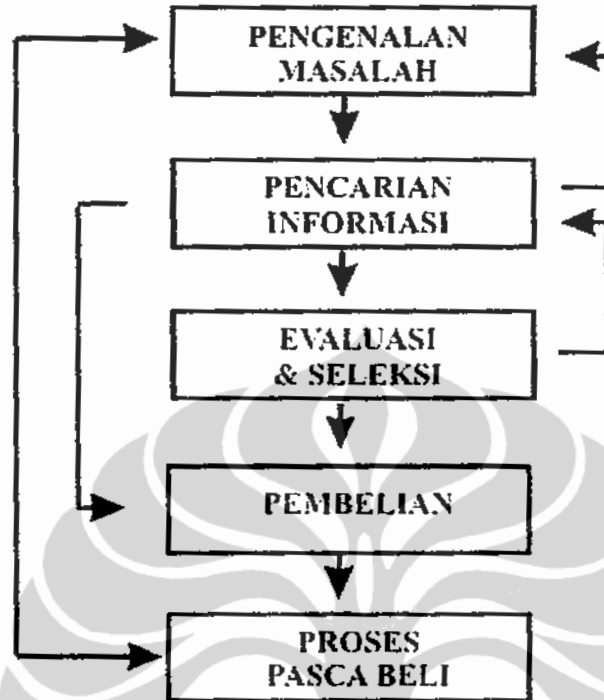 PENGENALAN
MASALAH
PENCARIAN
INFORMASI
EVALUASI
& SELEKSI
PEMBELIAN
PROSES
PASCA BELI